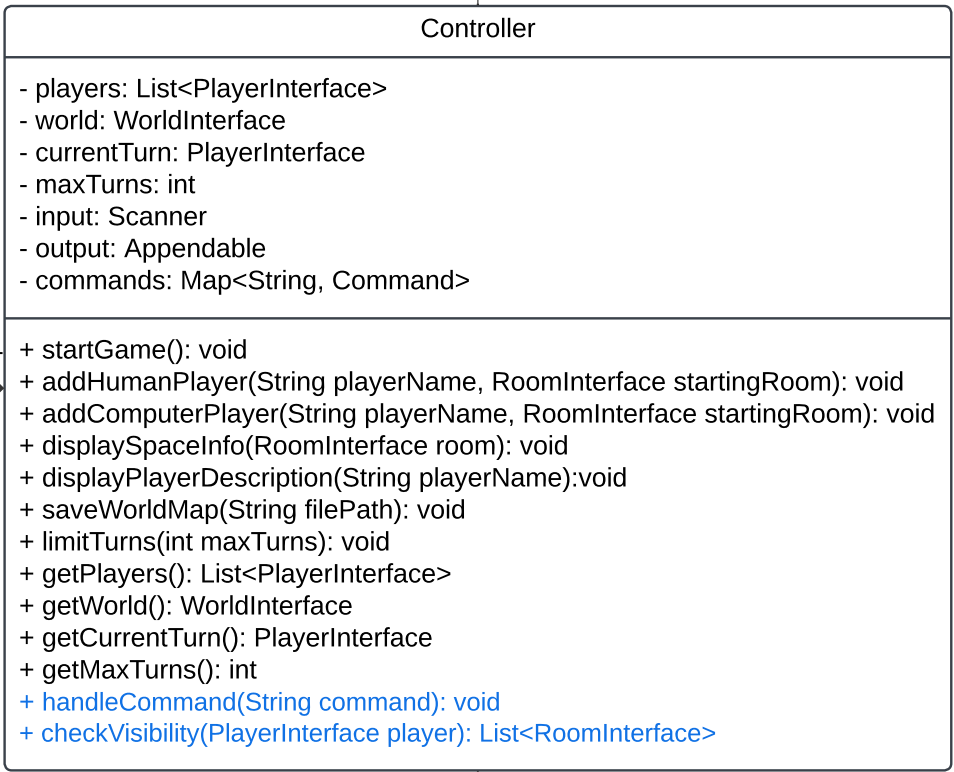 Controller
- players: List<PlayerInterface>
- world: WorldInterface
- currentTurn: PlayerInterface
- maxTurns: int
- input: Scanner
- output: Appendable
- commands: Map<String, Command>
+ startGame(): void
+ addHumanPlayer(String playerName, RoomInterface startingRoom): void
+ addComputerPlayer(String playerName, RoomInterface startingRoom): void
+ displaySpaceInfo(RoomInterface room): void
+ displayPlayerDescription(String playerName):void
+ saveWorldMap(String filePath): void
+ limitTurns(int maxTurns): void
+ getPlayers(): List<PlayerInterface>
+ getWorld(): WorldInterface
+ getCurrentTurn(): PlayerInterface
+ getMaxTurns(): int
+ handleCommand(String command): void
+ checkVisibility(PlayerInterface player): List<RoomInterface>